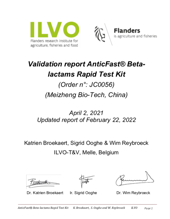 ILVO
Flanders research institute for
agriculture, fisheries and food
Flanders
is agriculture and fisheries
Validation report AnticFast® Beta-
lactams Rapid Test Kit
(Order n°: JC0056)
(Meizheng Bio-Tech, China)
April 2, 2021
Updated report of February 22, 2022
Katrien Broekaert, Sigrid Ooghe & Wim Reybroeck
ILVO-T&V, Melle, Belgium
Dr. Katrien Broekaert
Ir. Sigrid Ooghe
Dr. Wim Reybroeck
AnticFast® Beta-lactams Rapid Test Kit
K. Broekaert, S. Ooghe and W. Reybroeck
ILVO